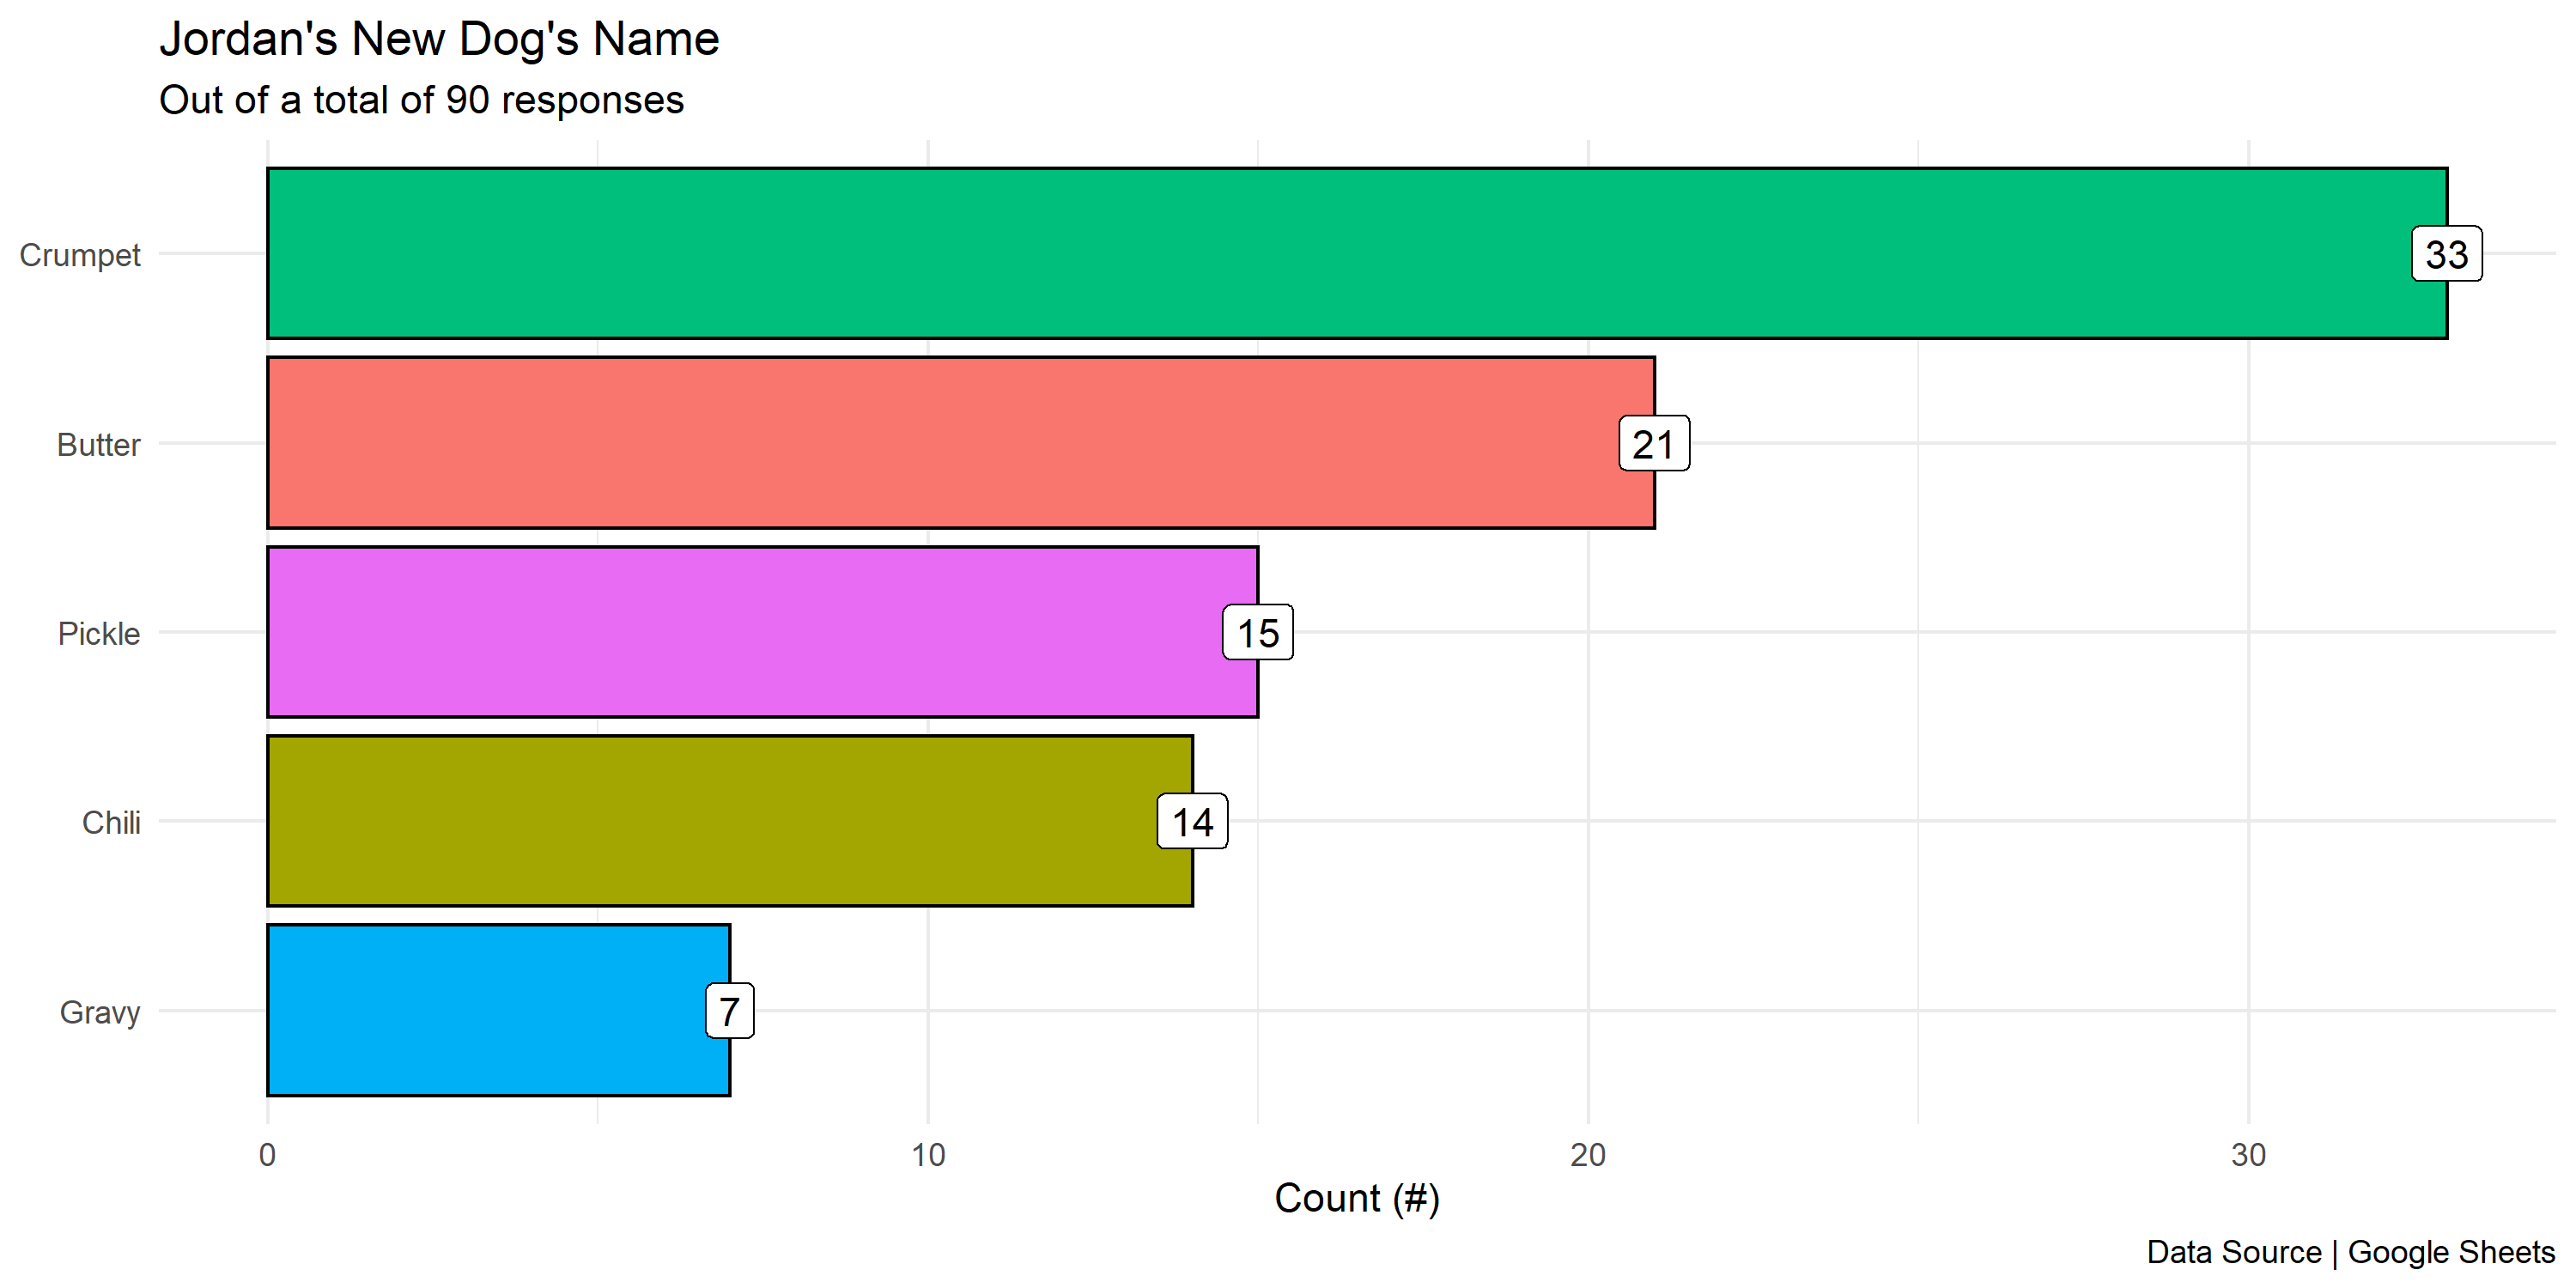 Jordan's New Dog's Name
Out of a total of 90 responses
Crumpet
33
Butter
21
Pickle
15
Chili
14
Gravy
7
0 10 20 30
Count (#)
Data Source | Google Sheets